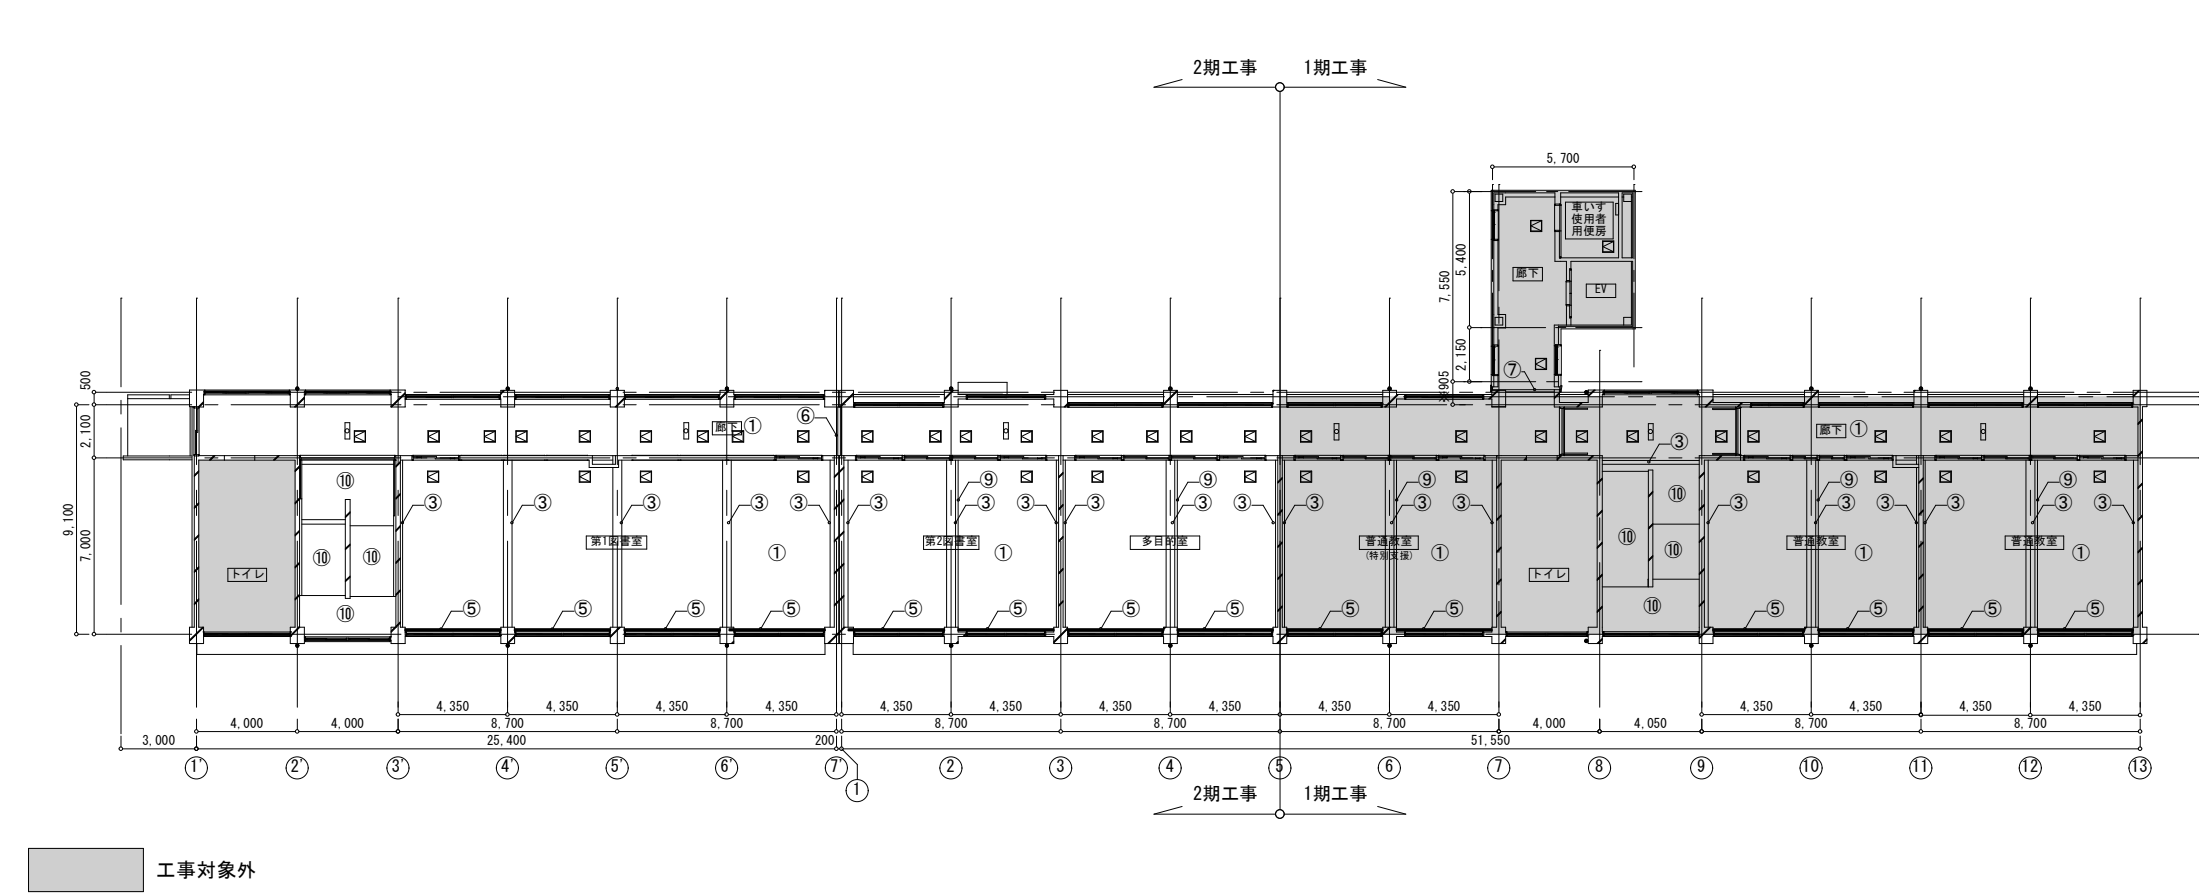 2期工事 1期工事
5,700
車いす
使用者
用便房
廊下
EV
7,550
5,400
2,150
※905
⑦
500
2,100
9,100
7,000
廊下 ① ⑥
廊下 ①
③
⑩ ⑩ ⑩ ⑩
⑩ ⑩ ⑩ ⑩
⑨ ⑨ ⑨ ⑨ ⑨
③ ③ ③ ③ ③ ③ ③ ③ ③ ③ ③ ③ ③ ③ ③ ③ ③ ③ ③
第1図書室 第2図書室 多目的室 普通教室 普通教室 普通教室
(特別支援)
① ① ① ① ①
トイレ トイレ
⑤ ⑤ ⑤ ⑤ ⑤ ⑤ ⑤ ⑤ ⑤ ⑤ ⑤ ⑤ ⑤ ⑤
4,350 4,350 4,350 4,350 4,350 4,350 4,350 4,350 4,350 4,350 4,350 4,350 4,350 4,350
4,000 4,000 8,700 8,700 8,700 8,700 8,700 4,000 4,050 8,700 8,700
3,000 25,400 200 51,550
1' 2' 3' 4' 5' 6' 7' 1 2 3 4 5 6 7 8 9 10 11 12 13
2期工事 1期工事
工事対象外